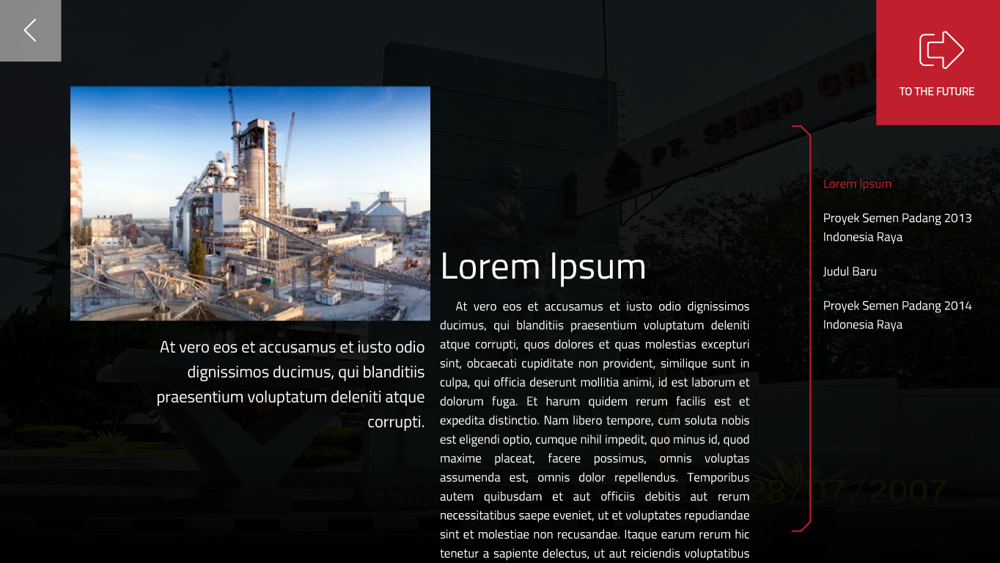 TO THE FUTURE
PT. SEMEN GRE
At vero eos et accusamus et iusto odio
dignissimos ducimus, qui blanditiis
praesentium voluptatum deleniti atque
corrupti.
Lorem Ipsum
At vero eos et accusamus et iusto odio dignissimos
ducimus, qui blanditiis praesentium voluptatum deleniti
atque corrupti, quos dolores et quas molestias excepturi
sint, obcaecati cupiditate non provident, similique sunt in
culpa, qui officia deserunt mollitia animi, id est laborum et
dolorum fuga. Et harum quidem rerum facilis est et
expedita distinctio. Nam libero tempore, cum soluta nobis
est eligendi optio, cumque nihil impedit, quo minus id, quod
maxime placeat, facere possimus, omnis voluptas
assumenda est, omnis dolor repellendus. Temporibus
autem quibusdam et aut officiis debitis aut rerum
necessitatibus saepe eveniet, ut et voluptates repudiandae
sint et molestiae non recusandae. Itaque earum rerum hic
tenetur a sapiente delectus, ut aut reiciendis voluptatibus
Lorem Ipsum
Proyek Semen Padang 2013
Indonesia Raya
Judul Baru
Proyek Semen Padang 2014
Indonesia Raya
28/07/2007